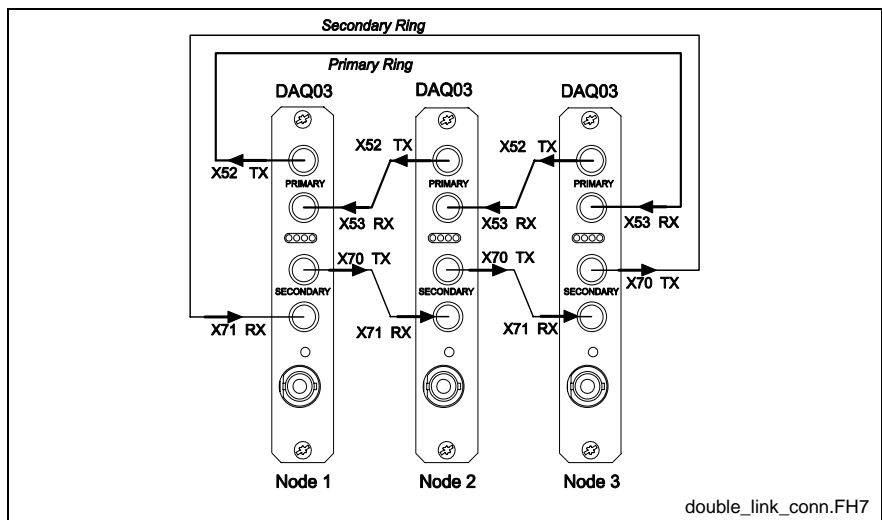 Secondary Ring
Primary Ring
DAQ03 DAQ03 DAQ03
X52 TX X52 TX X52 TX
PRIMARY PRIMARY PRIMARY
X53 RX X53 RX X53 RX
X70 TX X70 TX X70 TX
SECONDARY SECONDARY SECONDARY
X71 RX X71 RX X71 RX
Node 1 Node 2 Node 3
double_link_conn.FH7